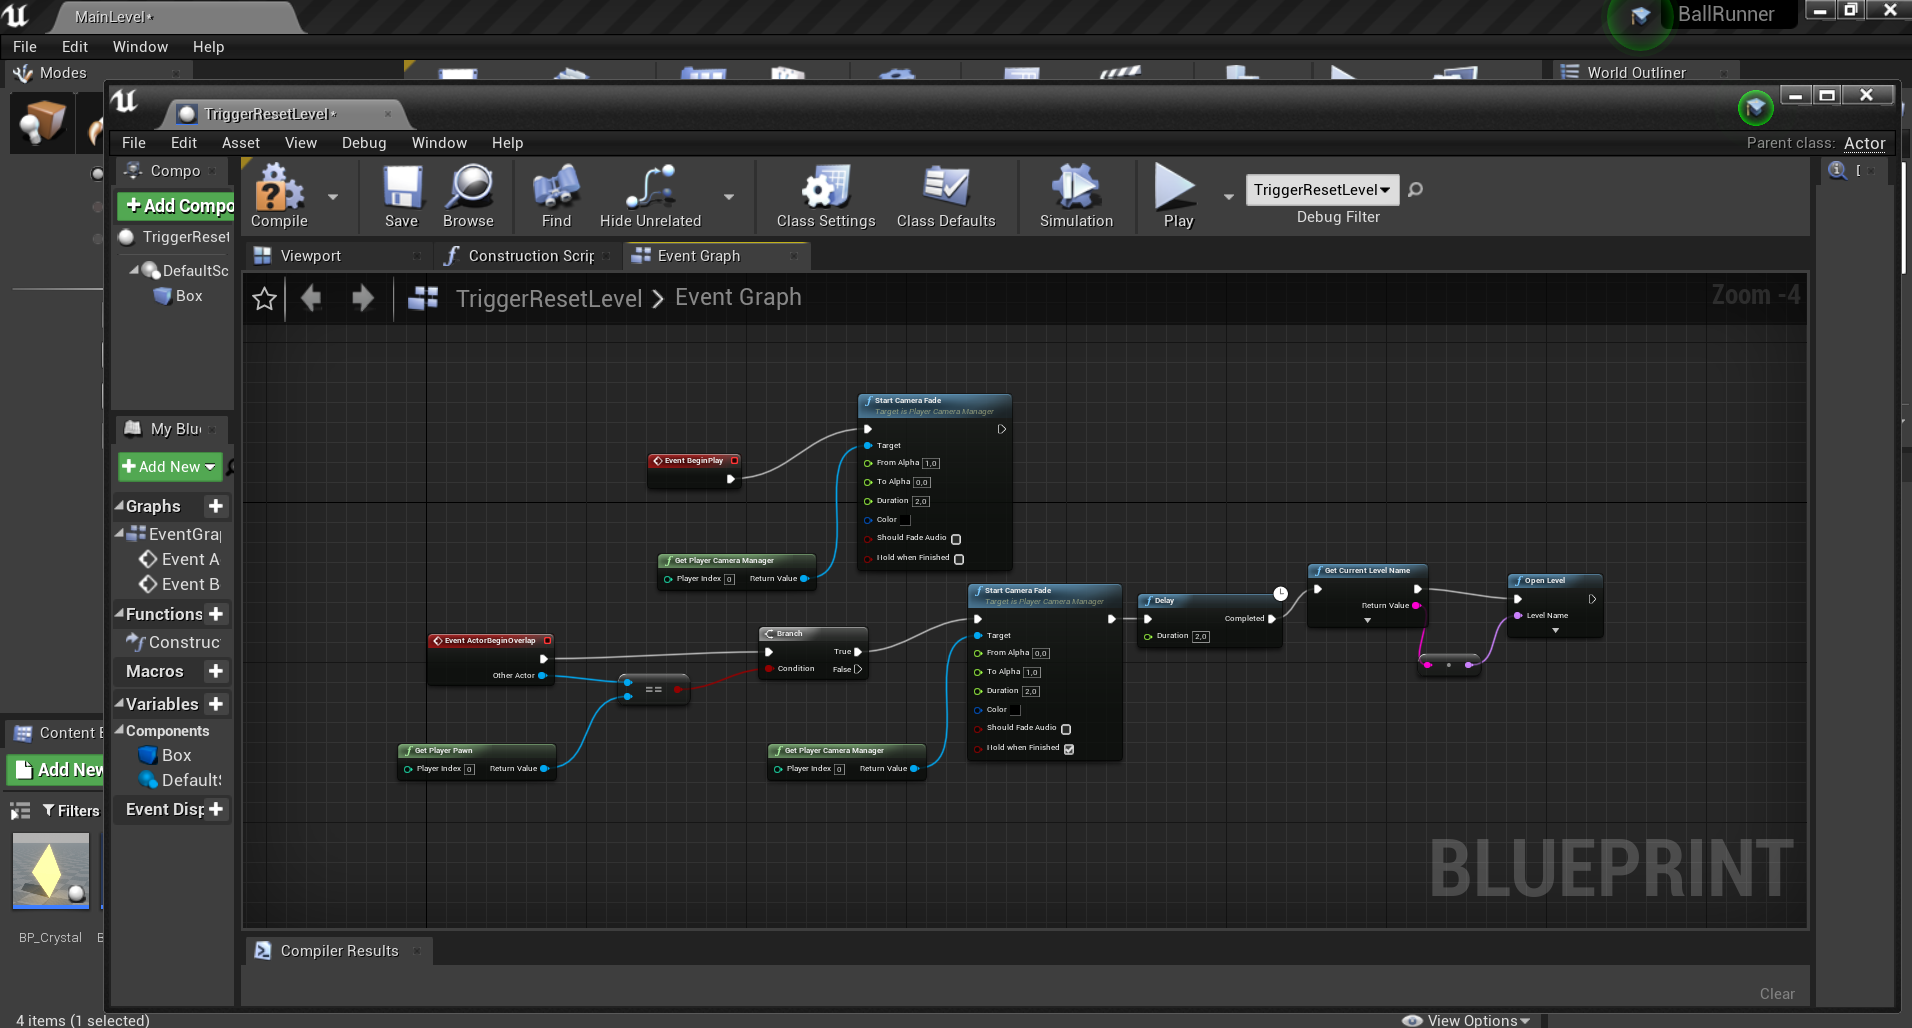 MainLevel*
BallRunner
File Edit Window Help
Modes
World Outliner
TriggerResetLevel*
File Edit Asset View Debug Window Help
Parent class: Actor
Compo
Add Compo
TriggerReset
DefaultSc
Box
Compile
Save
Browse
Find
Hide Unrelated
Class Settings
Class Defaults
Simulation
Play
TriggerResetLevel
Debug Filter
Viewport
Construction Scrip
Event Graph
TriggerResetLevel > Event Graph
Zoom -4
My Blu
Add New
Graphs
EventGra
Event A
Event B
Functions
Construc
Macros
Variables
Components
Box
Default
Event Disp
Start Camera Fade
Target is Player Camera Manager
Target
From Alpha 1,0
To Alpha 0,0
Duration 2,0
Color
Should Fade Audio
Hold when Finished
Event BeginPlay
Get Player Camera Manager
Player Index 0 Return Value
Start Camera Fade
Target is Player Camera Manager
Target
From Alpha 0,0
To Alpha 1,0
Duration 2,0
Color
Should Fade Audio
Hold when Finished
Delay
Completed
Duration 2,0
Get Current Level Name
Return Value
Open Level
Level Name
Event ActorBeginOverlap
Other Actor
==
Branch
True
Condition False
Get Player Pawn
Player Index 0 Return Value
Get Player Camera Manager
Player Index 0 Return Value
BLUEPRINT
Compiler Results
Clear
Content
Add New
Filters
BP_Crystal
4 items (1 selected)
View Options